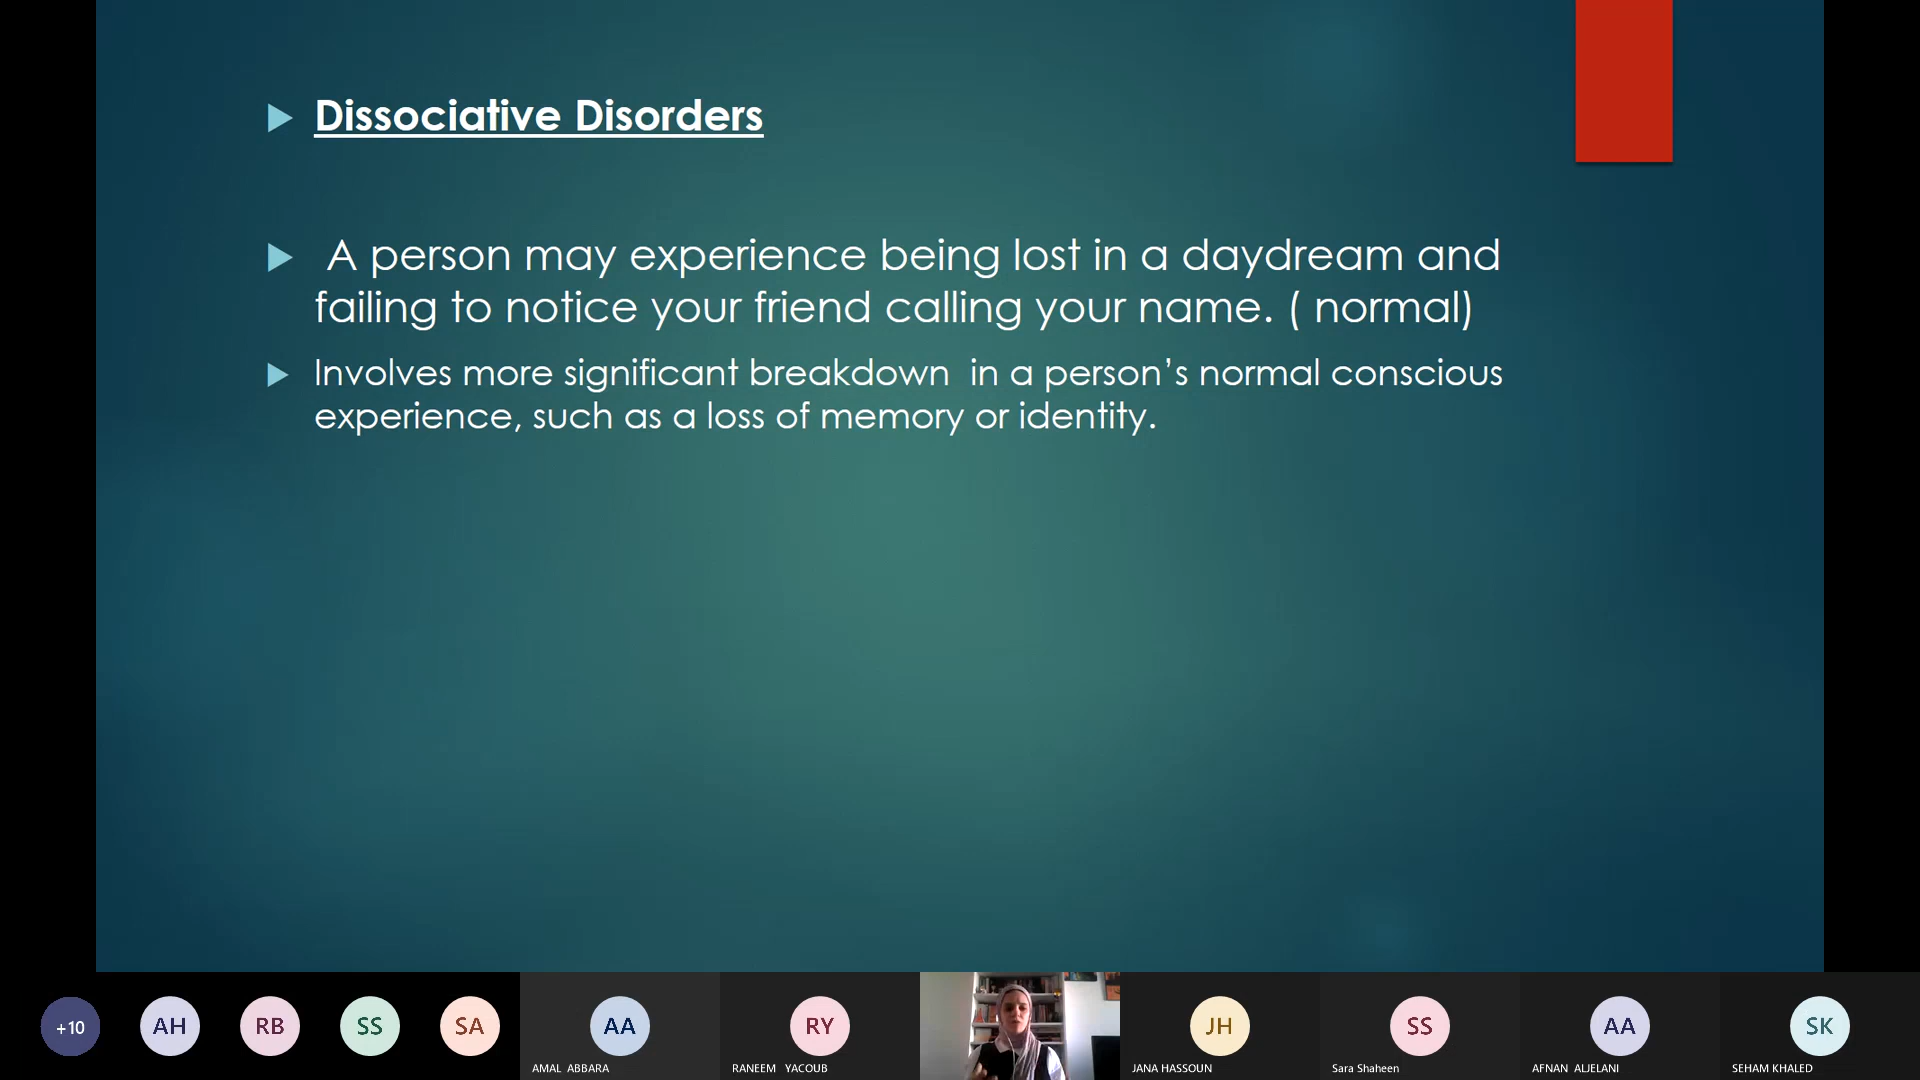 Dissociative Disorders
A person may experience being lost in a daydream and
failing to notice your friend calling your name. ( normal)
Involves more significant breakdown  in a person’s normal conscious
experience, such as a loss of memory or identity.
+10
AH
RB
SS
SA
AA
RY
JH
SS
AA
SK
AMAL  ABBARA
RANEEM   YACOUB
JANA HASSOUN
Sara Shaheen
AFNAN  ALJELANI
SEHAM KHALED